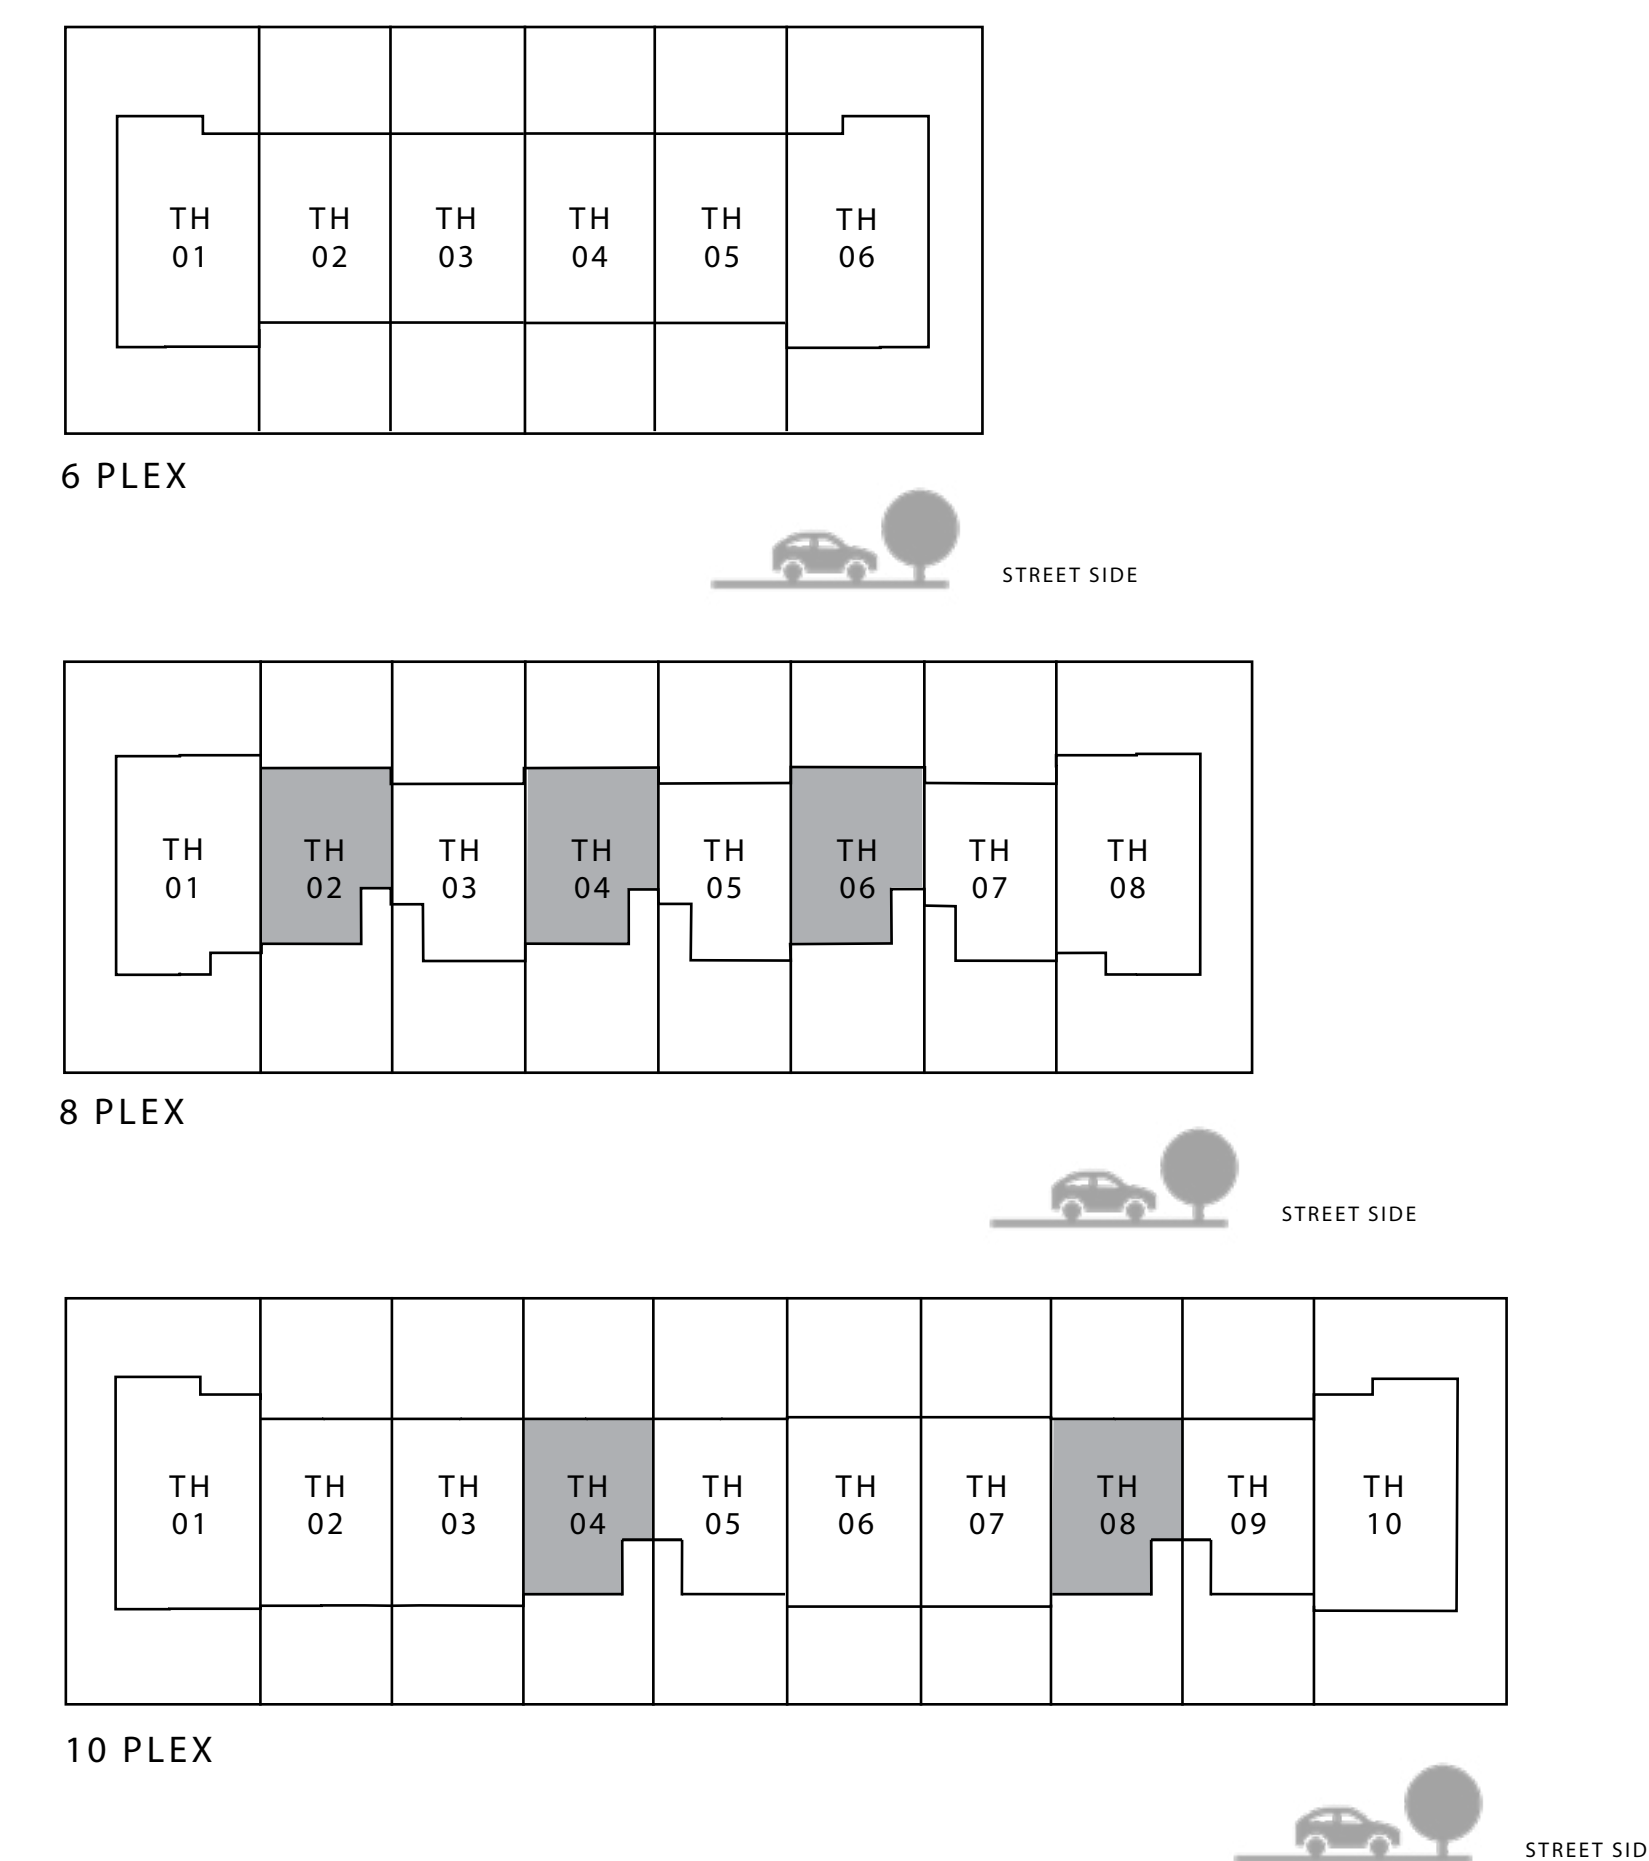 TH TH TH TH TH TH
01 02 03 04 05 06
6 PLEX
STREET SIDE
TH TH TH TH TH TH TH TH
01 02 03 04 05 06 07 08
8 PLEX
STREET SIDE
TH TH TH TH TH TH TH TH TH TH
01 02 03 04 05 06 07 08 09 10
10 PLEX
STREET SID